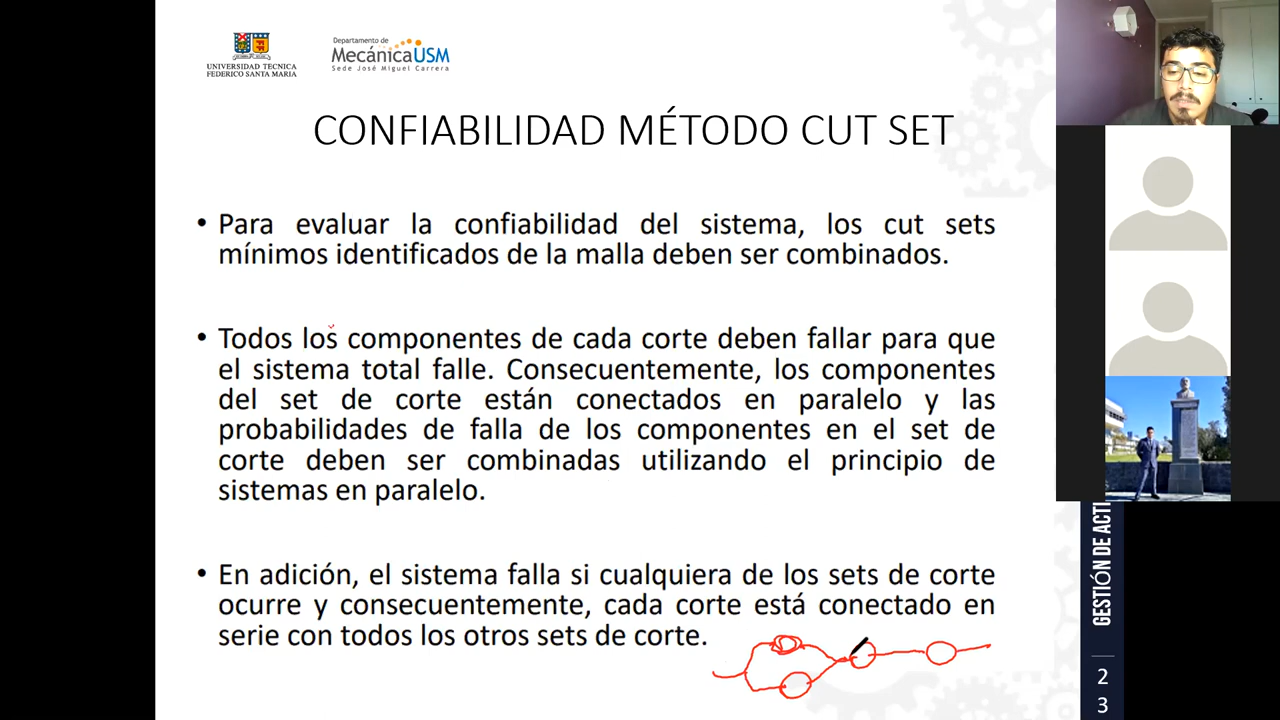 UNIVERSIDAD TÉCNICA
FEDERICO SANTA MARIA
Departamento de
MecánicaUSM
Sede José Miguel Carrera
CONFIABILIDAD MÉTODO CUT SET
• Para evaluar la confiabilidad del sistema, los cut sets
mínimos identificados de la malla deben ser combinados.
• Todos los componentes de cada corte deben fallar para que
el sistema total falle. Consecuentemente, los componentes
del set de corte están conectados en paralelo y las
probabilidades de falla de los componentes en el set de
corte deben ser combinadas utilizando el principio de
sistemas en paralelo.
• En adición, el sistema falla si cualquiera de los sets de corte
ocurre y consecuentemente, cada corte está conectado en
serie con todos los otros sets de corte.
GESTIÓN DE ACTI
2
3